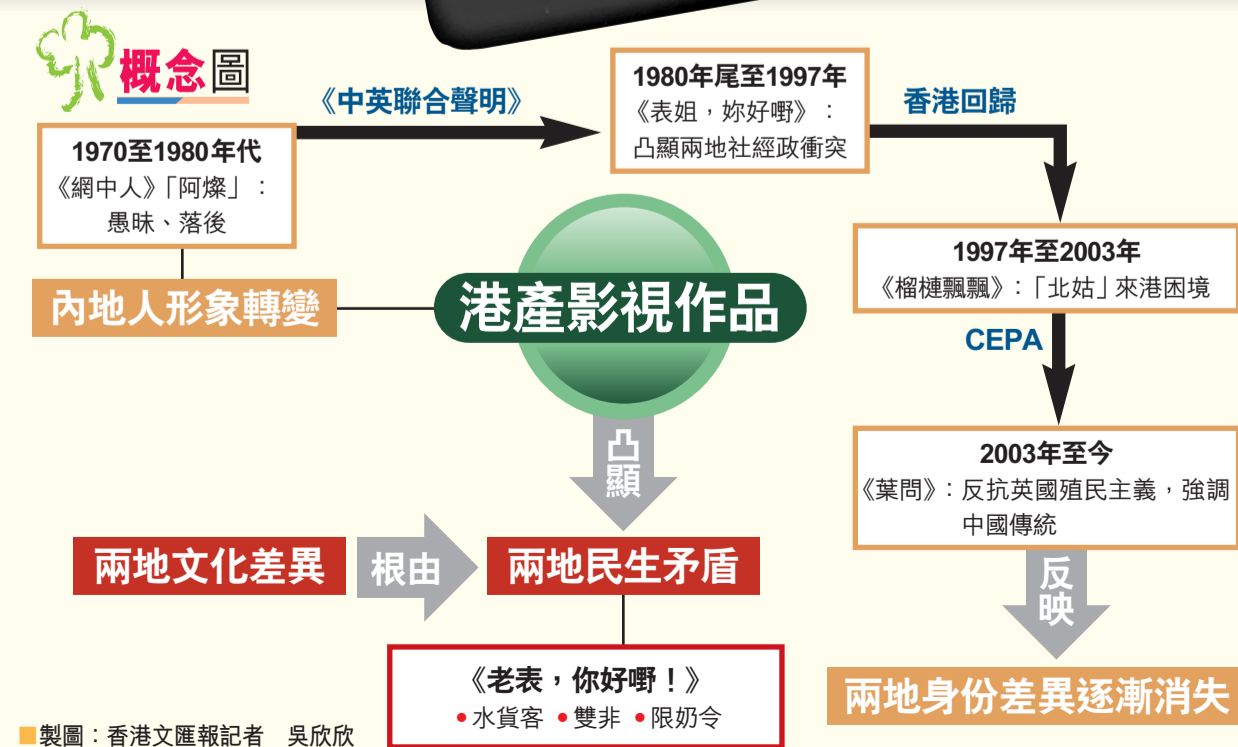 概念圖
《中英聯合聲明》
1970至1980年代
《網中人》「阿燦」：
愚昧、落後
1980年尾至1997年
《表姐，妳好嘢》：
凸顯兩地社經政衝突
香港回歸
1997年至2003年
《榴槤飄飄》：「北姑」來港困境
CEPA
2003年至今
《葉問》：反抗英國殖民主義，強調
中國傳統
反映
兩地身份差異逐漸消失
內地人形象轉變
港產影視作品
凸顯
兩地文化差異
根由
兩地民生矛盾
《老表，你好嘢！》
•水貨客 •雙非 •限奶令
■製圖：香港文匯報記者 吳欣欣